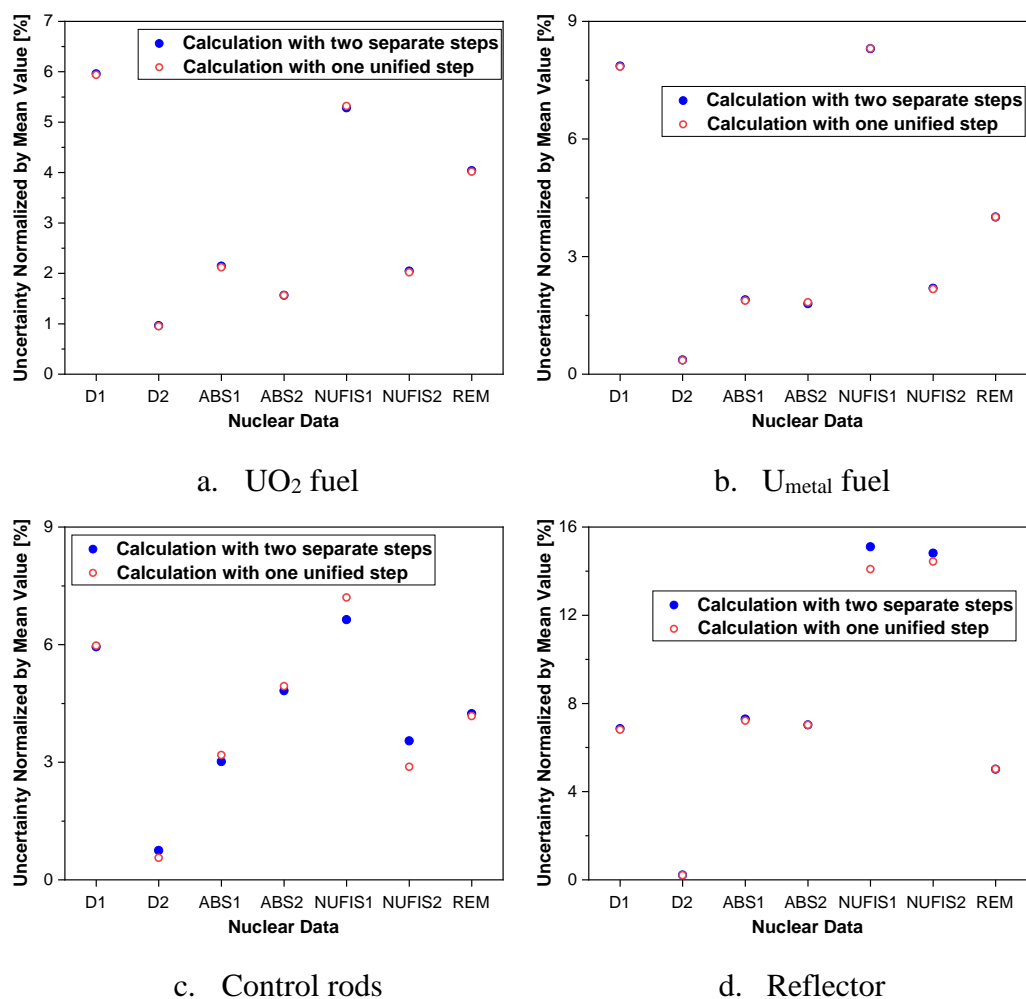 Uncertainty Normalized by Mean Value [%]
7
6
5
4
3
2
1
0
Calculation with two separate steps
Calculation with one unified step
D1 D2 ABS1 ABS2 NUFIS1 NUFIS2 REM
Nuclear Data
a. UO2 fuel
Uncertainty Normalized by Mean Value [%]
9
6
3
0
Calculation with two separate steps
Calculation with one unified step
D1 D2 ABS1 ABS2 NUFIS1 NUFIS2 REM
Nuclear Data
b. Umetal fuel
Uncertainty Normalized by Mean Value [%]
9
6
3
0
Calculation with two separate steps
Calculation with one unified step
D1 D2 ABS1 ABS2 NUFIS1 NUFIS2 REM
Nuclear Data
c. Control rods
Uncertainty Normalized by Mean Value [%]
16
12
8
4
0
Calculation with two separate steps
Calculation with one unified step
D1 D2 ABS1 ABS2 NUFIS1 NUFIS2 REM
Nuclear Data
d. Reflector